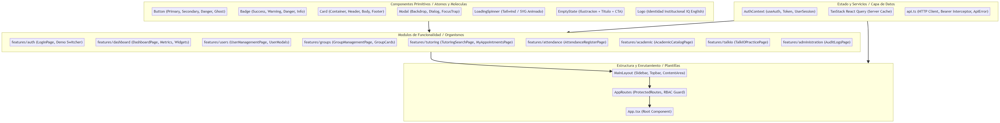 Componentes Primitivos / Atomos y Moleculas
Button (Primary, Secondary, Danger, Ghost)
Badge (Success, Warning, Danger, Info)
Card (Container, Header, Body, Footer)
Modal (Backdrop, Dialog, FocusTrap)
LoadingSpinner (Tailwind / SVG Animado)
EmptyState (Ilustracion + Titulo + CTA)
Logo (Identidad Institucional IQ English)
Estado y Servicios / Capa de Datos
AuthContext (useAuth, Token, UserSession)
TanStack React Query (Server Cache)
api.ts (HTTP Client, Bearer Interceptor, ApiError)
Modulos de Funcionalidad / Organismos
features/auth (LoginPage, Demo Switcher)
features/dashboard (DashboardPage, Metrics, Widgets)
features/users (UserManagementPage, UserModals)
features/groups (GroupManagementPage, GroupCards)
features/tutoring (TutoringSearchPage, MyAppointmentsPage)
features/attendance (AttendanceRegisterPage)
features/academic (AcademicCatalogPage)
features/talkio (TalkIOPracticePage)
features/administration (AuditLogsPage)
Estructura y Enrutamiento / Plantillas
MainLayout (Sidebar, Topbar, ContentArea)
AppRoutes (ProtectedRoutes, RBAC Guard)
App.tsx (Root Component)